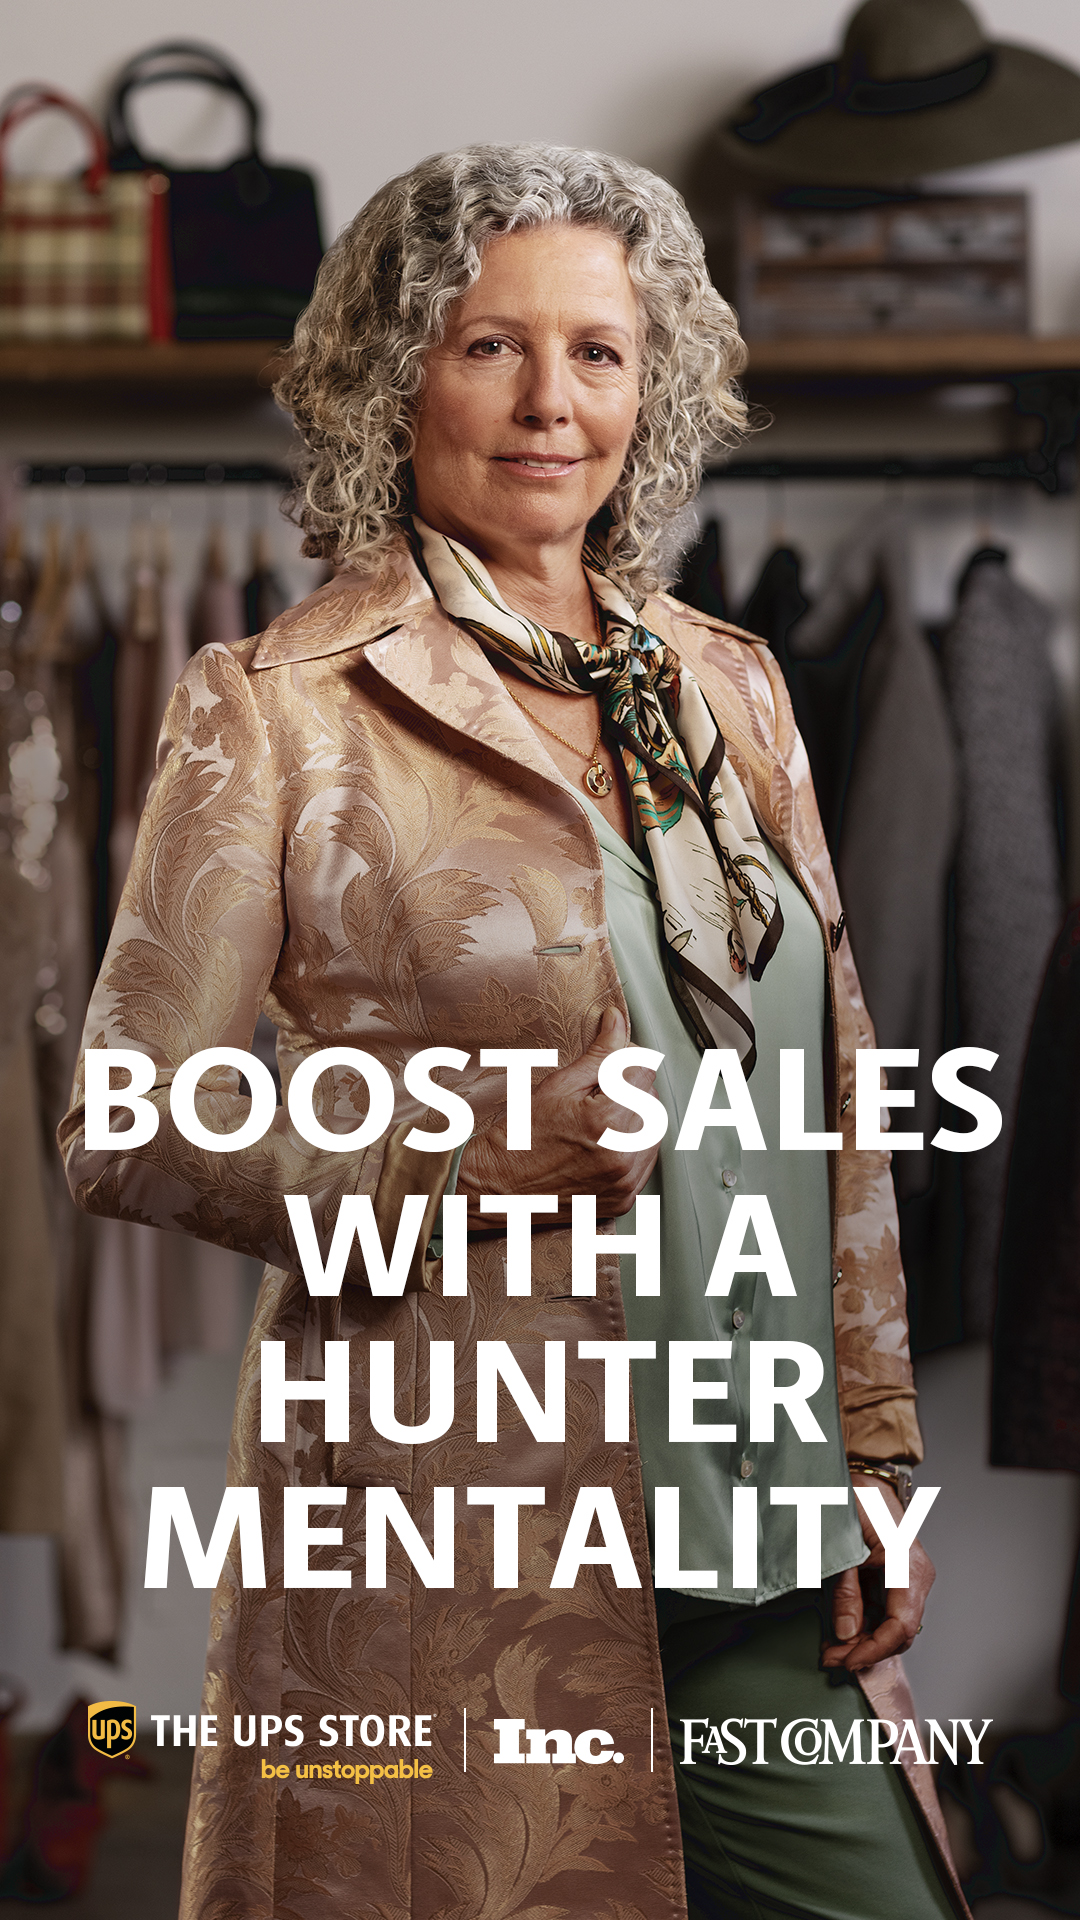 BOOST SALES
WITH A
HUNTER
MENTALITY
ups THE UPS STORE Inc. FAST COMPANY
be unstoppable